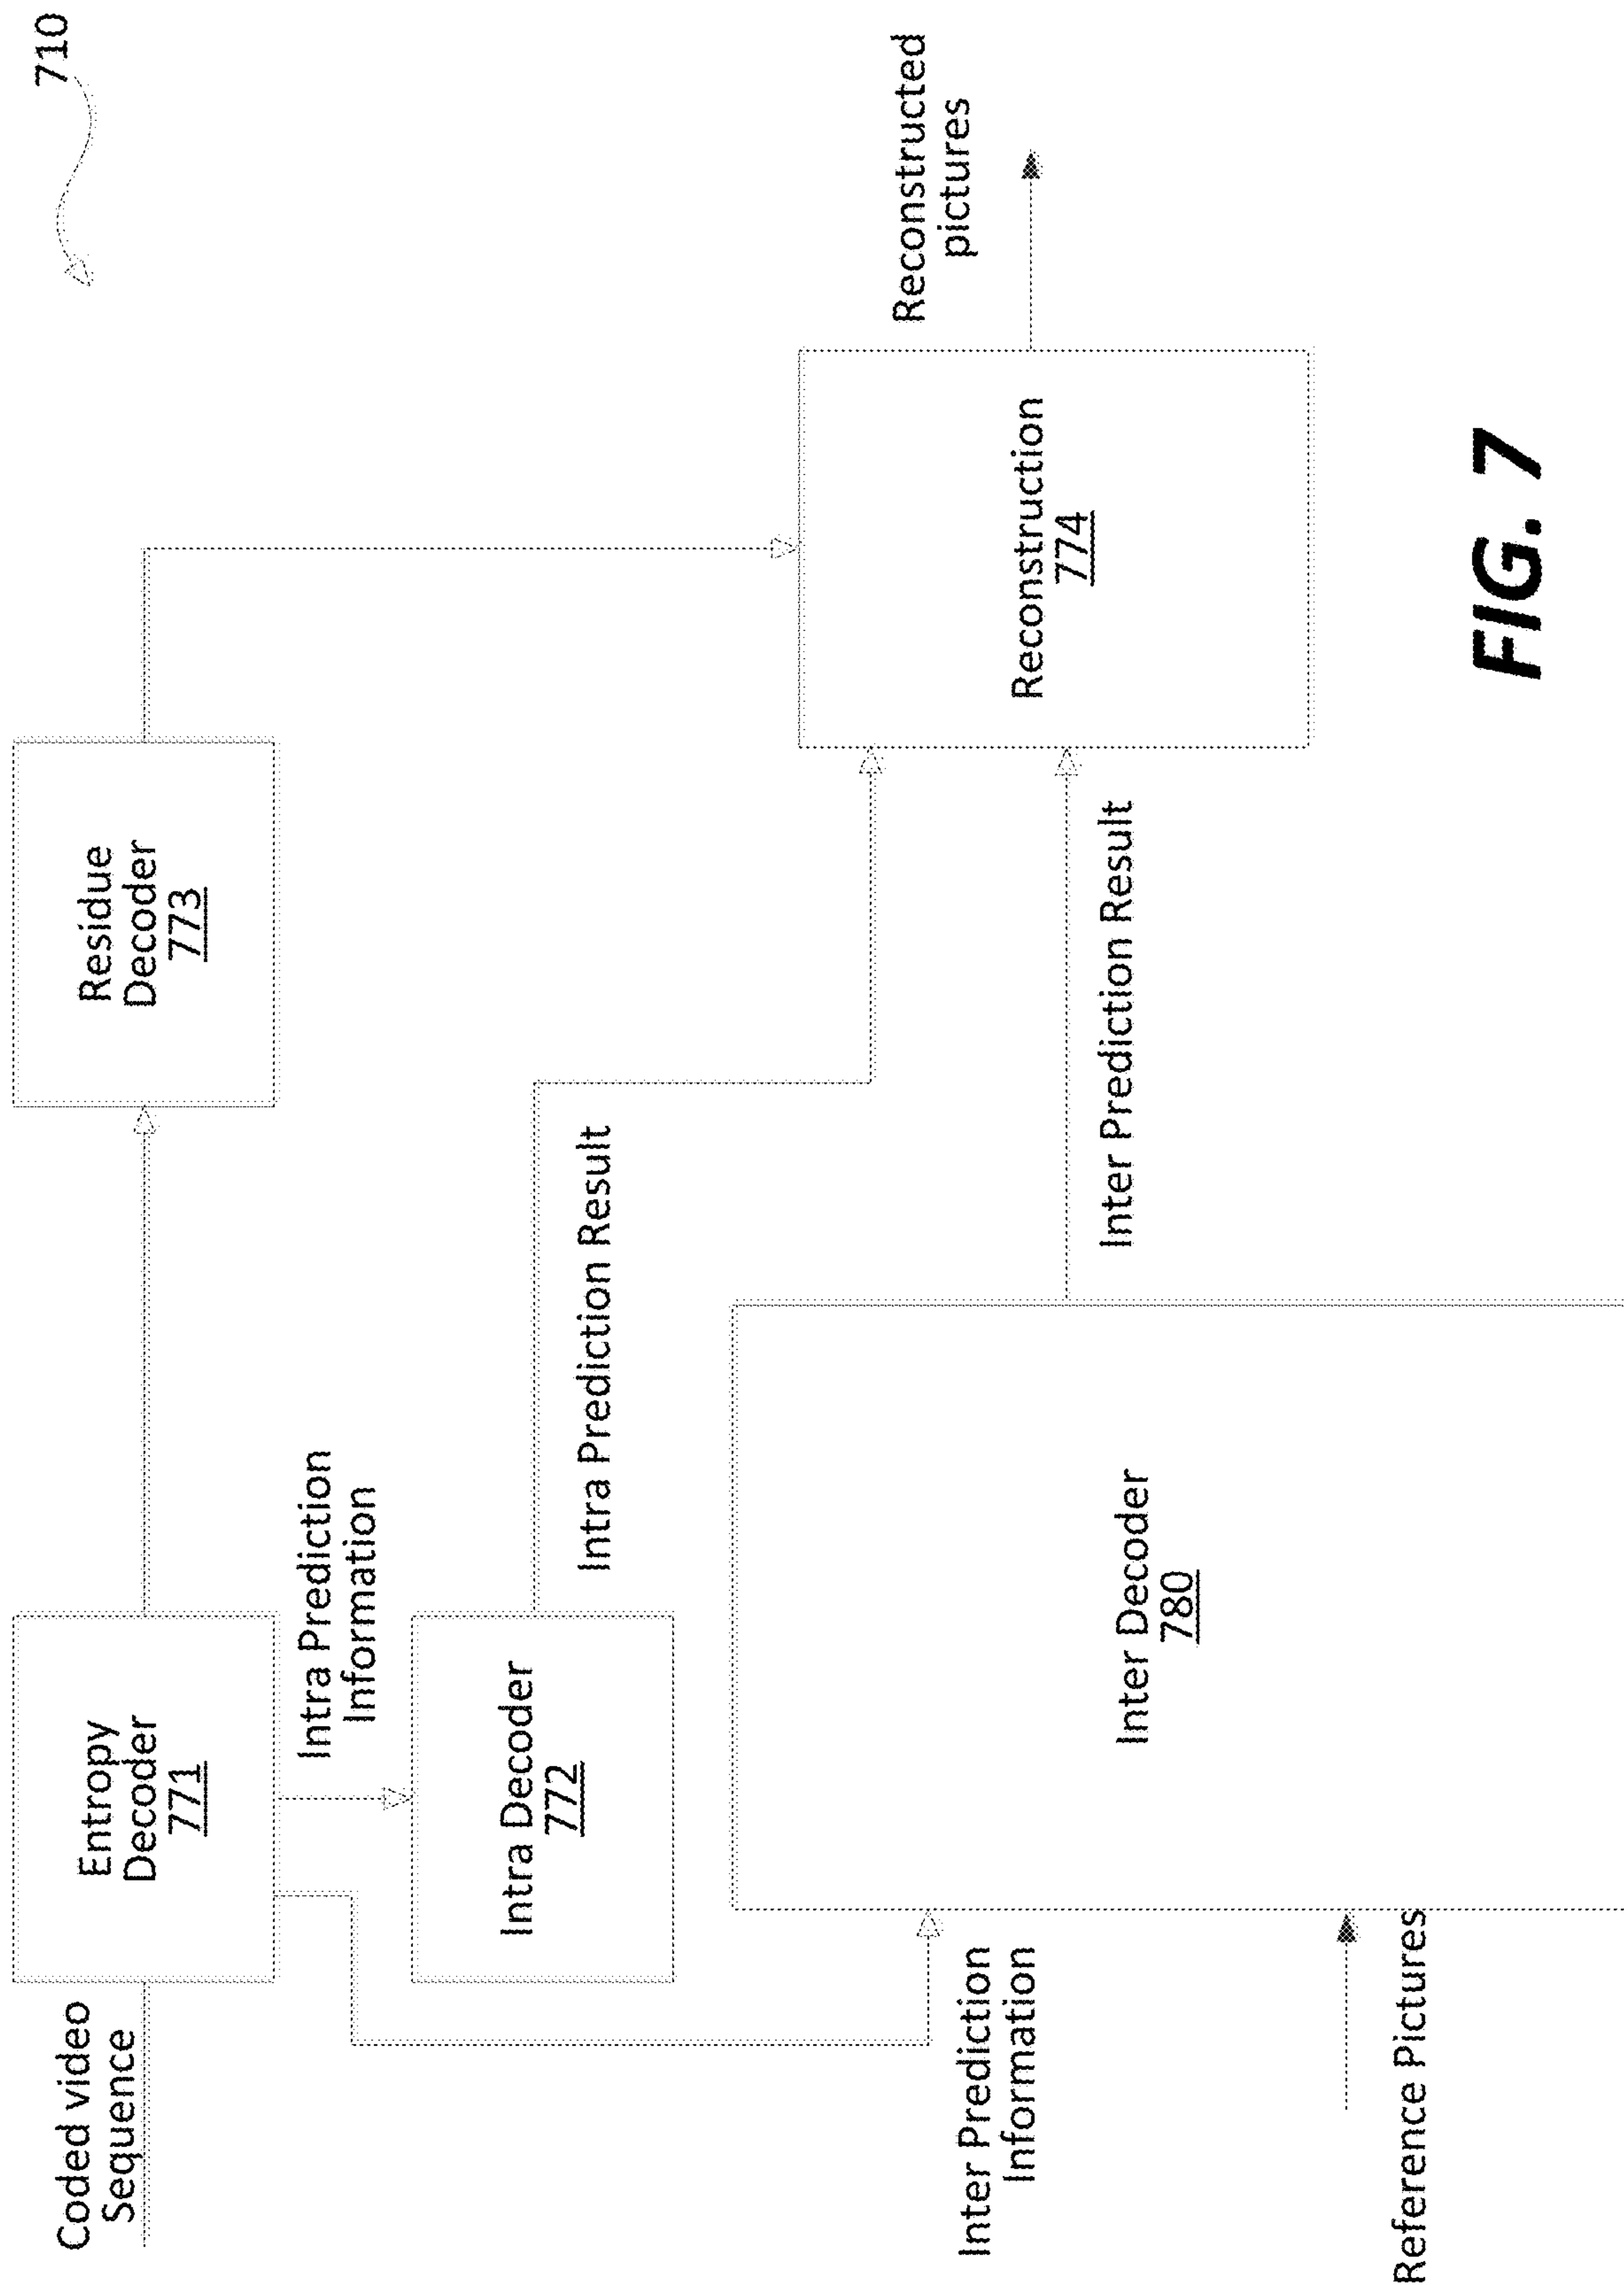 710
Coded video
Sequence
Entropy
Decoder
771
Residue
Decoder
773
Intra Prediction
Information
Intra Decoder
772
Intra Prediction Result
Reconstructed
pictures
Inter Prediction
Information
Inter Decoder
780
Inter Prediction Result
Reconstruction
774
Reference Pictures
FIG. 7